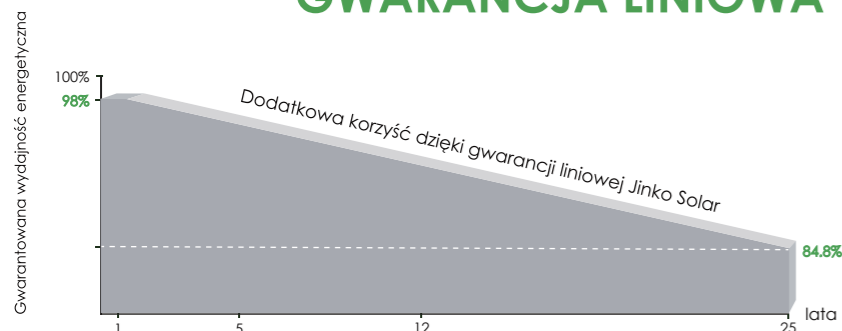 GWARANCJA LINIOWA
Gwarantowana wydajność energetyczna
100%
98%
Dodatkowa korzyść dzięki gwarancji liniowej Jinko Solar
84.8%
1
5
12
25
lata